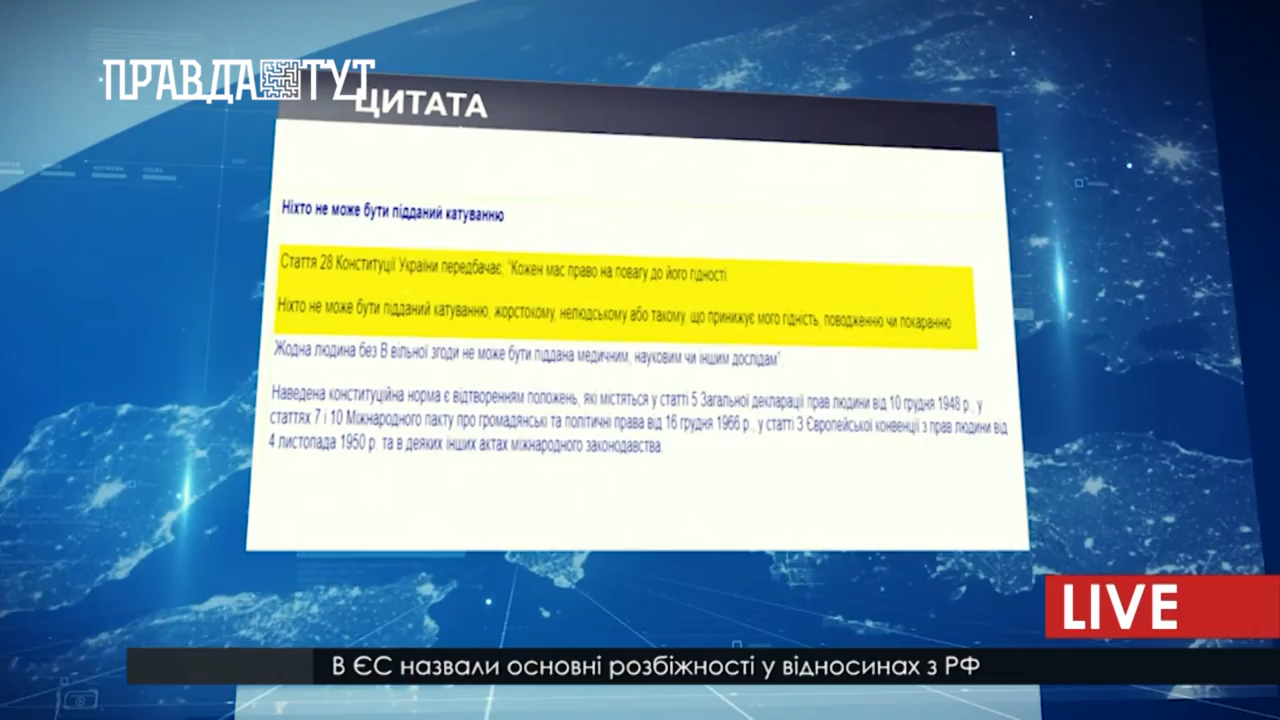 ПРАВДА ТУТ
ЦИТАТА
Ніхто не може бути підданий катуванню
Стаття 28 Конституції України передбачає: "Кожен має право на повагу до його гідності.
Ніхто не може бути підданий катуванню, жорстокому, нелюдському або такому, що принижує мого гідність, поводженню чи покаранню.
Жодна людина без В вільної згоди не може бути піддана медичним, науковим чи іншим дослідам".
Наведена конституційна норма є відтворенням положень, які містяться у статті 5 Загальної декларації прав людини від 10 грудня 1948 р., у
статтях 7 і 10 Міжнародного пакту про громадянські та політичні права від 16 грудня 1966 р., у статті 3 Європейської конвенції з прав людини від
4 листопада 1950 р. та в деяких інших актах міжнародного законодавства.
LIVE
В ЄС назвали основні розбіжності у відносинах з РФ